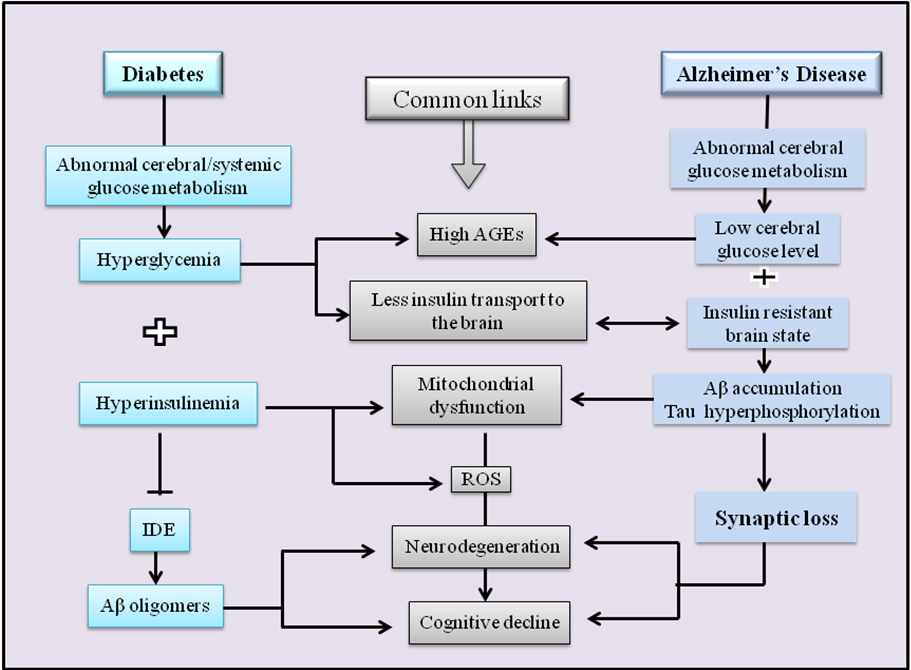 Diabetes
Common links
Alzheimer's Disease
Abnormal cerebral/systemic
glucose metabolism
Abnormal cerebral
glucose metabolism
Hyperglycemia
High AGEs
Low cerebral
glucose level
+
Less insulin transport to
the brain
Insulin resistant
brain state
+
Hyperinsulinemia
Mitochondrial
dysfunction
Aβ accumulation
Tau hyperphosphorylation
ROS
Synaptic loss
IDE
Neurodegeneration
Aβ oligomers
Cognitive decline